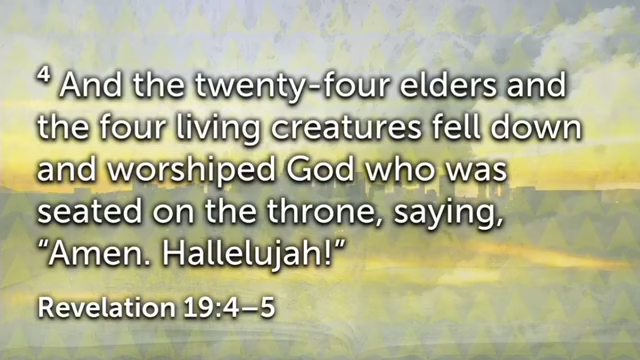 4 And the twenty-four elders and
the four living creatures fell down
and worshiped God who was
seated on the throne, saying,
“Amen. Hallelujah!”
Revelation 19:4–5